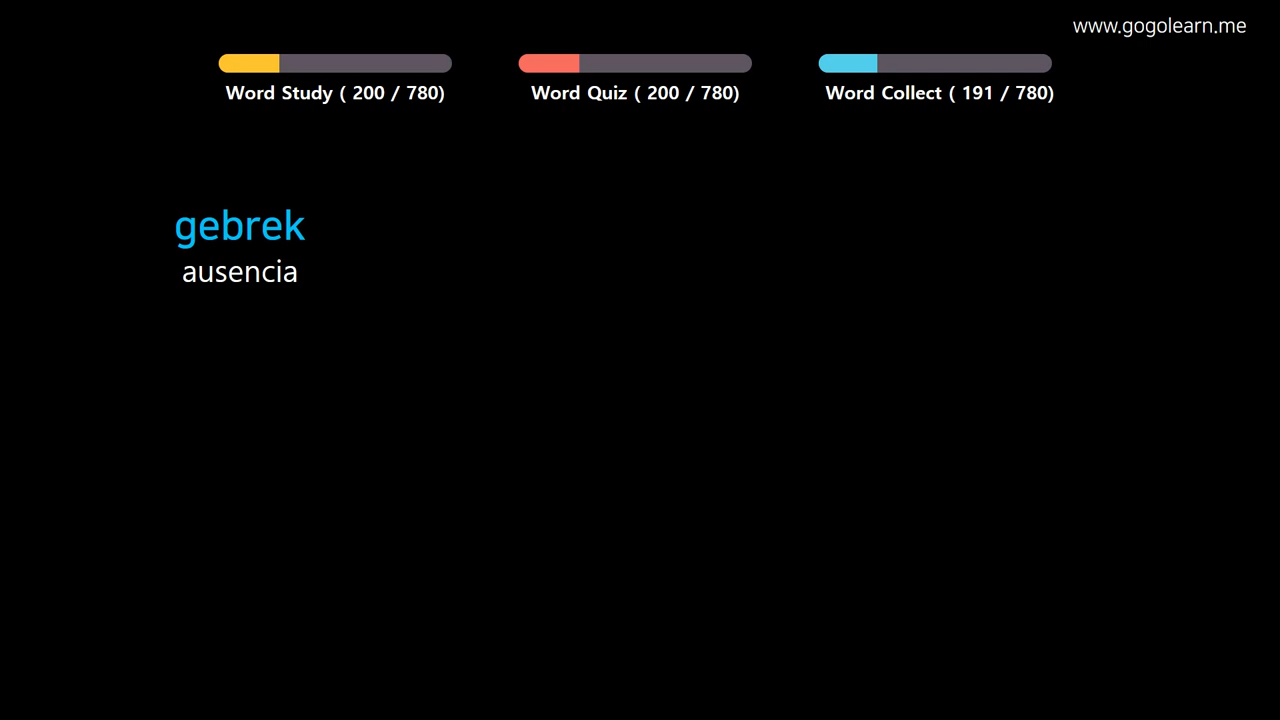 www.gogolearn.me
Word Study ( 200 / 780)
Word Quiz ( 200 / 780)
Word Collect ( 191 / 780)
gebrek
ausencia